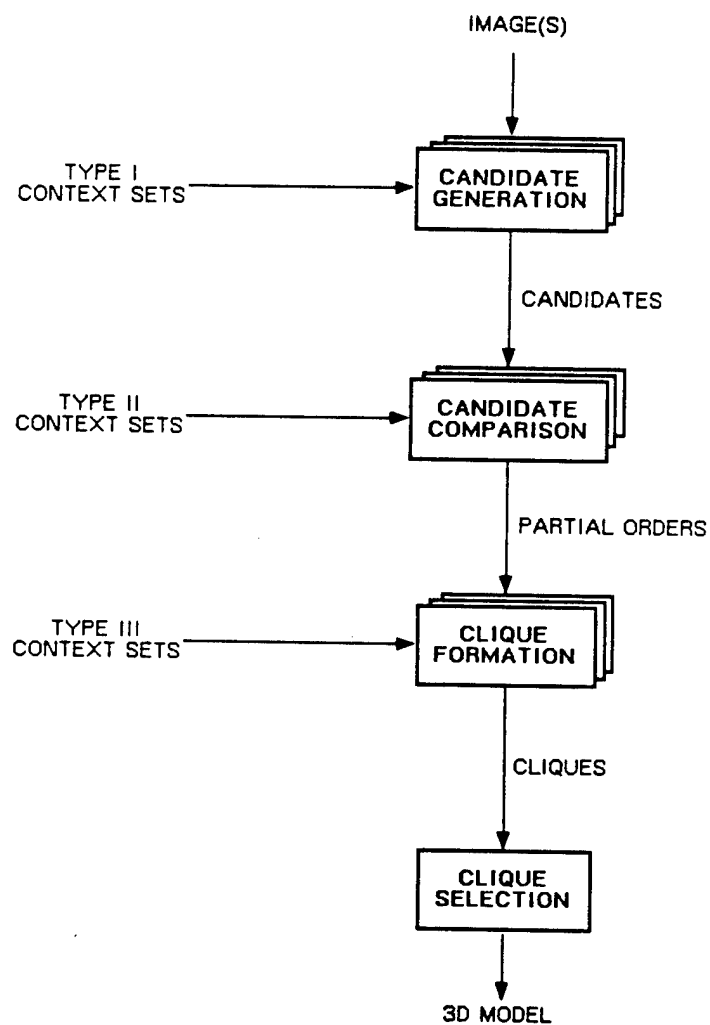 IMAGE(S)
TYPE I
CONTEXT SETS
CANDIDATE
GENERATION
CANDIDATES
TYPE II
CONTEXT SETS
CANDIDATE
COMPARISON
PARTIAL ORDERS
TYPE III
CONTEXT SETS
CLIQUE
FORMATION
CLIQUES
CLIQUE
SELECTION
3D MODEL